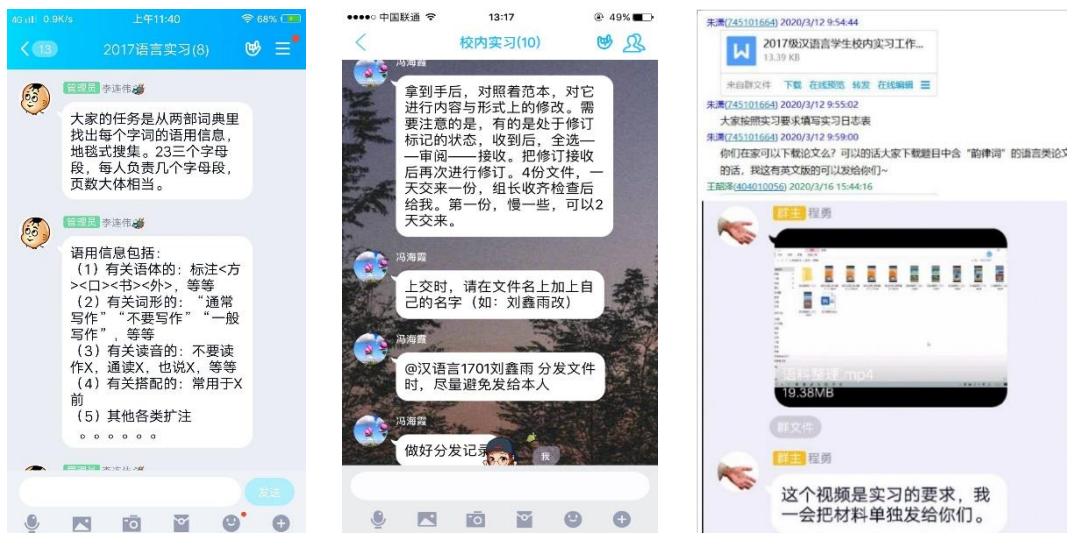 4G 0.9K/s 上午11:40 68%
13 2017语言实习(8)
管理员 李连伟
大家的任务是从两部词典里
找出每个字词的语用信息，
地毯式搜集。23三个字母
段，每人负责几个字母段，
页数大体相当。
管理员 李连伟
语用信息包括：
（1）有关语体的：标注<方
><口><书><外>，等等
（2）有关词形的：“通常
写作”“不要写作”“一般
写作”，等等
（3）有关读音的：不要读
作X，通读X，也说X，等等
（4）有关搭配的：常用于X
前
（5）其他各类扩注
。。。。。。
发送
中国联通 13:17 49%
校内实习(10)
冯海霞
拿到手后，对照着范本，对它
进行内容与形式上的修改。需
要注意的是，有的是处于修订
标记的状态，收到后，全选—
—审阅——接收。把修订接收
后再次进行修订。4份文件，一
天交来一份，组长收齐检查后
给我。第一份，慢一些，可以2
天交来。
冯海霞
上交时，请在文件名上加上自
己的名字（如：刘鑫雨改）
冯海霞
@汉语言1701刘鑫雨 分发文件
时，尽量避免发给本人
冯海霞
做好分发记录
我
朱潇(745101664) 2020/3/12 9:54:44
2017级汉语言学生校内实习工作...
13.39 KB
来自群文件 下载 在线预览 转发 在线编辑
朱潇(745101664) 2020/3/12 9:55:02
大家按照实习要求填写实习日志表
朱潇(745101664) 2020/3/12 9:59:00
你们在家可以下载论文么？可以的话大家下载题目中含“韵律词”的语言类论文
的话，我这有英文版的可以发给你们~
王韶泽(404010056) 2020/3/16 15:44:16
群主 程勇
语料整理.mp4
19.38MB
群文件
群主 程勇
这个视频是实习的要求，我
一会把材料单独发给你们。